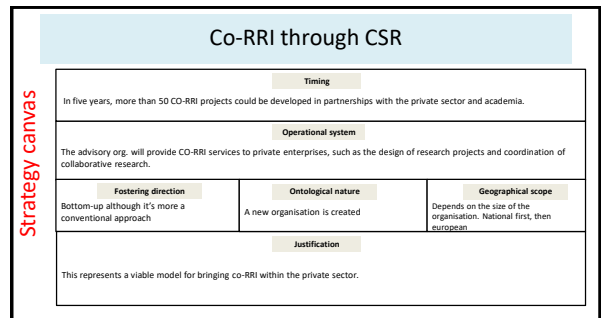 Co-RRI through CSR
Strategy canvas
Timing
In five years, more than 50 CO-RRI projects could be developed in partnerships with the private sector and academia.
Operational system
The advisory org. will provide CO-RRI services to private enterprises, such as the design of research projects and coordination of
collaborative research.
Fostering direction
Bottom-up although it's more a
conventional approach
Ontological nature
A new organisation is created
Geographical scope
Depends on the size of the
organisation. National first, then
european
Justification
This represents a viable model for bringing co-RRI within the private sector.